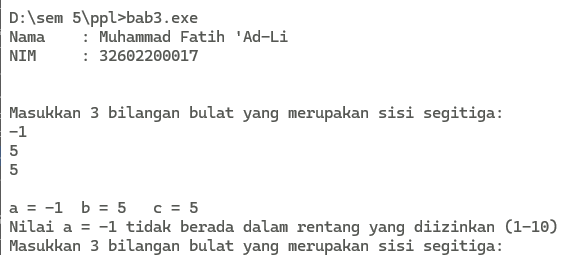 D:\sem 5\ppl>bab3.exe
Nama    : Muhammad Fatih 'Ad-Li
NIM     : 32602200017
Masukkan 3 bilangan bulat yang merupakan sisi segitiga:
-1
5
5
a = -1  b = 5   c = 5
Nilai a = -1 tidak berada dalam rentang yang diizinkan (1-10)
Masukkan 3 bilangan bulat yang merupakan sisi segitiga: